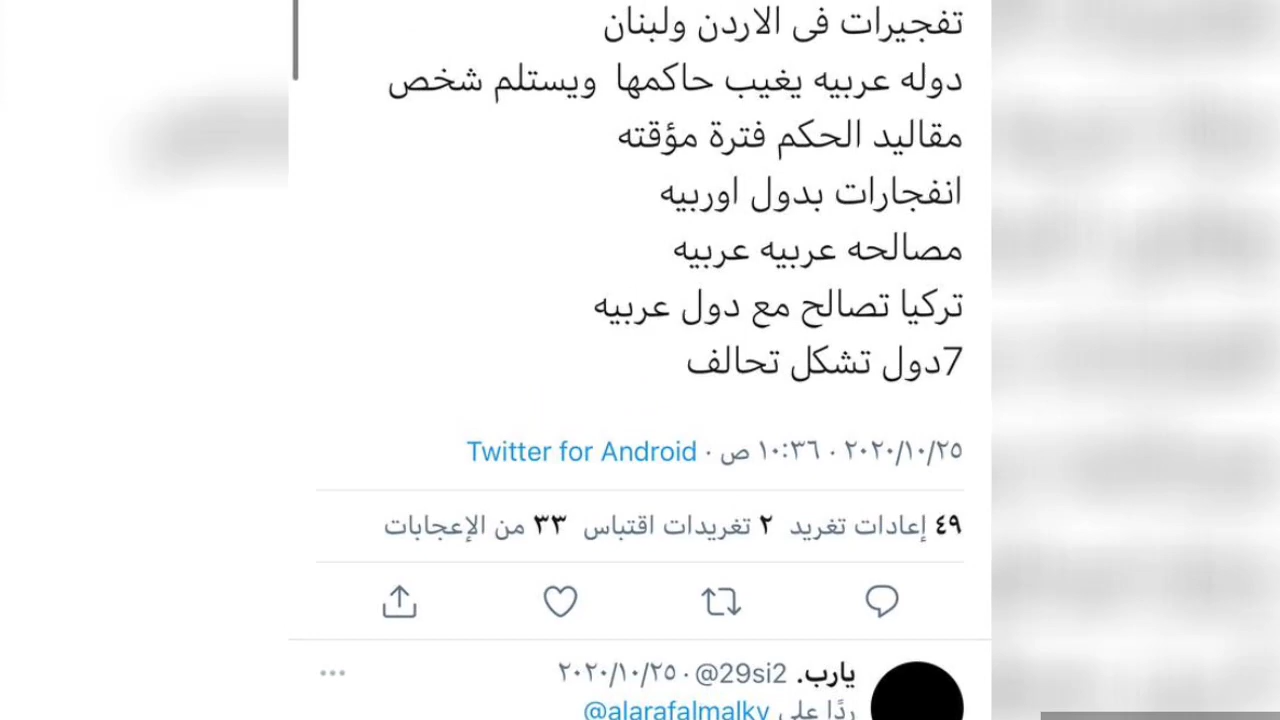 تفجيرات فى الاردن ولبنان
دوله عربيه يغيب حاكمها ويستلم شخص
مقاليد الحكم فترة مؤقته
انفجارات بدول اوربيه
مصالحه عربيه عربيه
تركيا تصالح مع دول عربيه
7دول تشكل تحالف
٢٠٢٠/١٠/٢٥ · ١٠:٣٦ ص · Twitter for Android
٤٩ إعادات تغريد ٢ تغريدات اقتباس ٣٣ من الإعجابات
يارب. @29si2 · ٢٠٢٠/١٠/٢٥
ردًا على @alarafalmalky